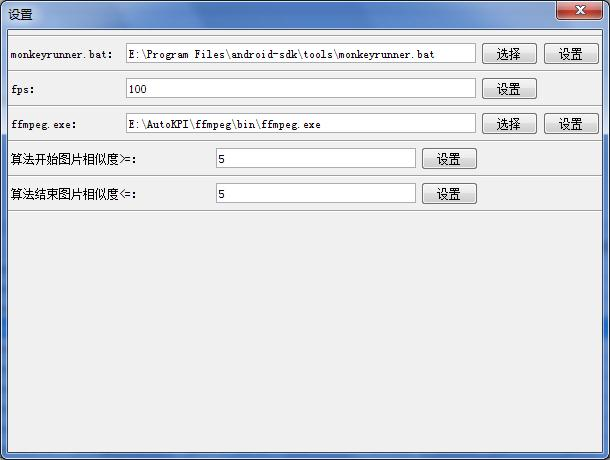 设置
monkeyrunner.bat: E:\Program Files\android-sdk\tools\monkeyrunner.bat 选择 设置
fps: 100 设置
ffmpeg.exe: E:\AutoKPI\ffmpeg\bin\ffmpeg.exe 选择 设置
算法开始图片相似度>=: 5 设置
算法结束图片相似度<=: 5 设置